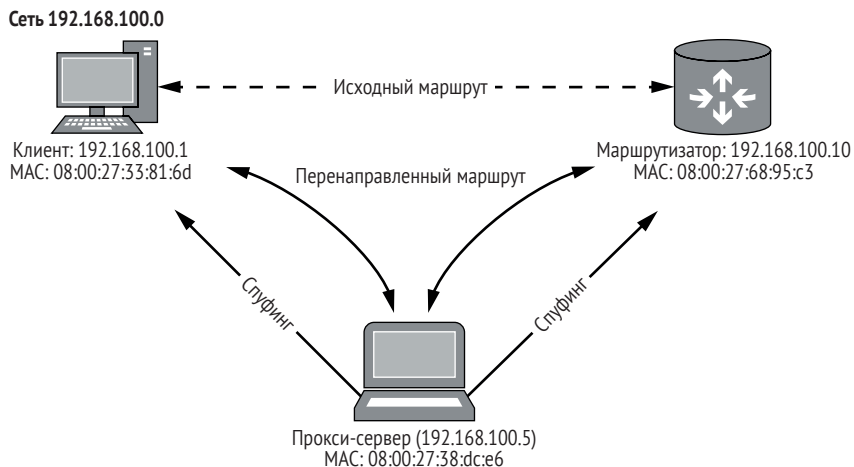 Сеть 192.168.100.0
Исходный маршрут
Клиент: 192.168.100.1
MAC: 08:00:27:33:81:6d
Маршрутизатор: 192.168.100.10
MAC: 08:00:27:68:95:c3
Перенаправленный маршрут
Спуфинг
Спуфинг
Прокси-сервер (192.168.100.5)
MAC: 08:00:27:38:dc:e6